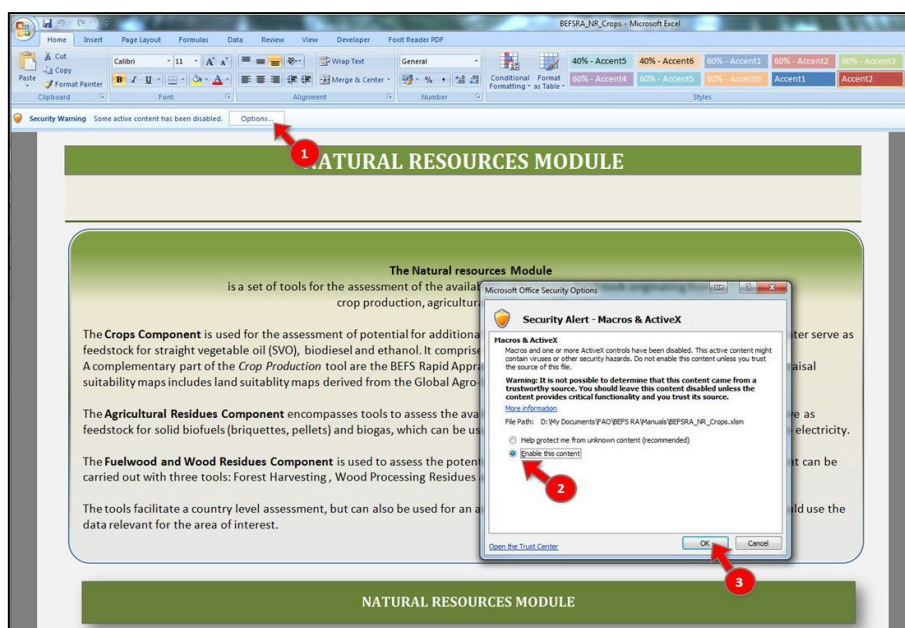 BEFSRA_NR_Crops - Microsoft Excel
Home Insert Page Layout Formulas Data Review View Developer Foxit Reader PDF
Cut
Copy
Format Painter
Paste
Calibri 11
General
Wrap Text
Merge & Center
Conditional Formatting
Format as Table
40% - Accent5 40% - Accent6 60% - Accent1 60% - Accent2 60% - Accent3
60% - Accent4 60% - Accent5 60% - Accent6 Accent1 Accent2
Clipboard Font Alignment Number Styles
Security Warning Some active content has been disabled. Options...
1
NATURAL RESOURCES MODULE
The Natural resources Module
is a set of tools for the assessment of the availa
crop production, agricultura
The Crops Component is used for the assessment of potential for additiona
ter serve as
feedstock for straight vegetable oil (SVO), biodiesel and ethanol. It comprise
A complementary part of the Crop Production tool are the BEFS Rapid Appra
aisal
suitability maps includes land suitablity maps derived from the Global Agro-
The Agricultural Residues Component encompasses tools to assess the ava
ve as
feedstock for solid biofuels (briquettes, pellets) and biogas, which can be us
electricity.
The Fuelwood and Wood Residues Component is used to assess the potent
nt can be
carried out with three tools: Forest Harvesting , Wood Processing Residues
The tools facilitate a country level assessment, but can also be used for an a
uld use the
data relevant for the area of interest.
Microsoft Office Security Options
Security Alert - Macros & ActiveX
Macros & ActiveX
Macros and one or more ActiveX controls have been disabled. This active content might
contain viruses or other security hazards. Do not enable this content unless you trust
the source of this file.
Warning: It is not possible to determine that this content came from a
trustworthy source. You should leave this content disabled unless the
content provides critical functionality and you trust its source.
More information
File Path: D:\My Documents\FAO\BEFS RA\Manuals\BEFSRA_NR_Crops.xlsm
Help protect me from unknown content (recommended)
Enable this content
2
Open the Trust Center
OK
Cancel
3
NATURAL RESOURCES MODULE